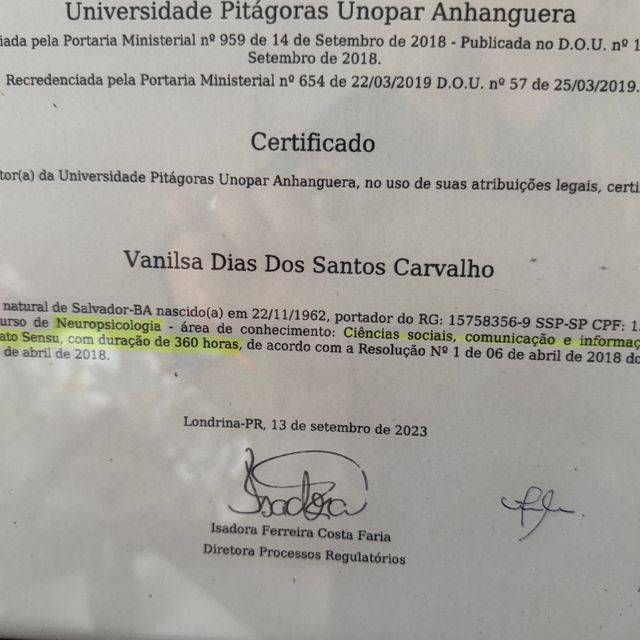 Universidade Pitágoras Unopar Anhanguera
iada pela Portaria Ministerial nº 959 de 14 de Setembro de 2018 - Publicada no D.O.U. nº 1
Setembro de 2018.
Recredenciada pela Portaria Ministerial nº 654 de 22/03/2019 D.O.U. nº 57 de 25/03/2019.
Certificado
tor(a) da Universidade Pitágoras Unopar Anhanguera, no uso de suas atribuições legais, certi
Vanilsa Dias Dos Santos Carvalho
natural de Salvador-BA nascido(a) em 22/11/1962, portador do RG: 15758356-9 SSP-SP CPF: 1
urso de Neuropsicologia - área de conhecimento: Ciências sociais, comunicação e informaç
ato Sensu, com duração de 360 horas, de acordo com a Resolução Nº 1 de 06 de abril de 2018 do
de abril de 2018.
Londrina-PR, 13 de setembro de 2023
Isadora
Isadora Ferreira Costa Faria
Diretora Processos Regulatórios